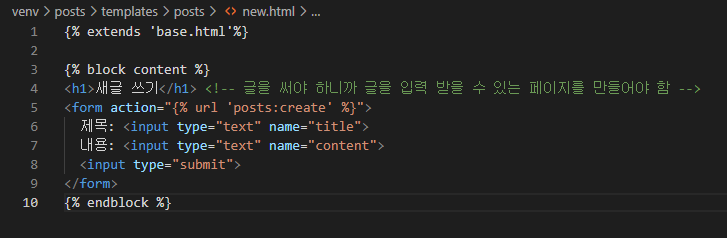 venv > posts > templates > posts > <> new.html > ...
1 {% extends 'base.html'%}
2
3 {% block content %}
4 <h1>새글 쓰기</h1> <!-- 글을 써야 하니까 글을 입력 받을 수 있는 페이지를 만들어야 함 -->
5 <form action="{% url 'posts:create' %}">
6 제목: <input type="text" name="title">
7 내용: <input type="text" name="content">
8 <input type="submit">
9 </form>
10 {% endblock %}